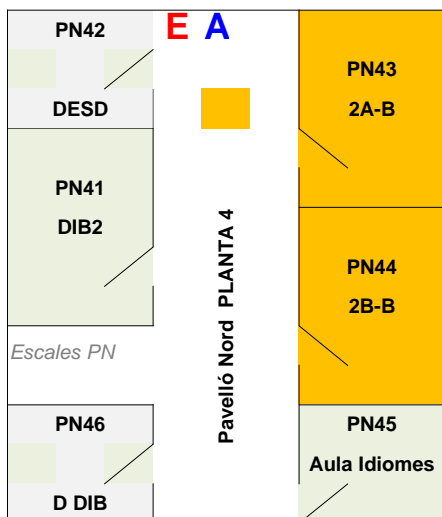 PN42
E A
DESD
PN43
2A-B
PN41
DIB2
Pavelló Nord PLANTA 4
PN44
2B-B
Escales PN
PN46
D DIB
PN45
Aula Idiomes